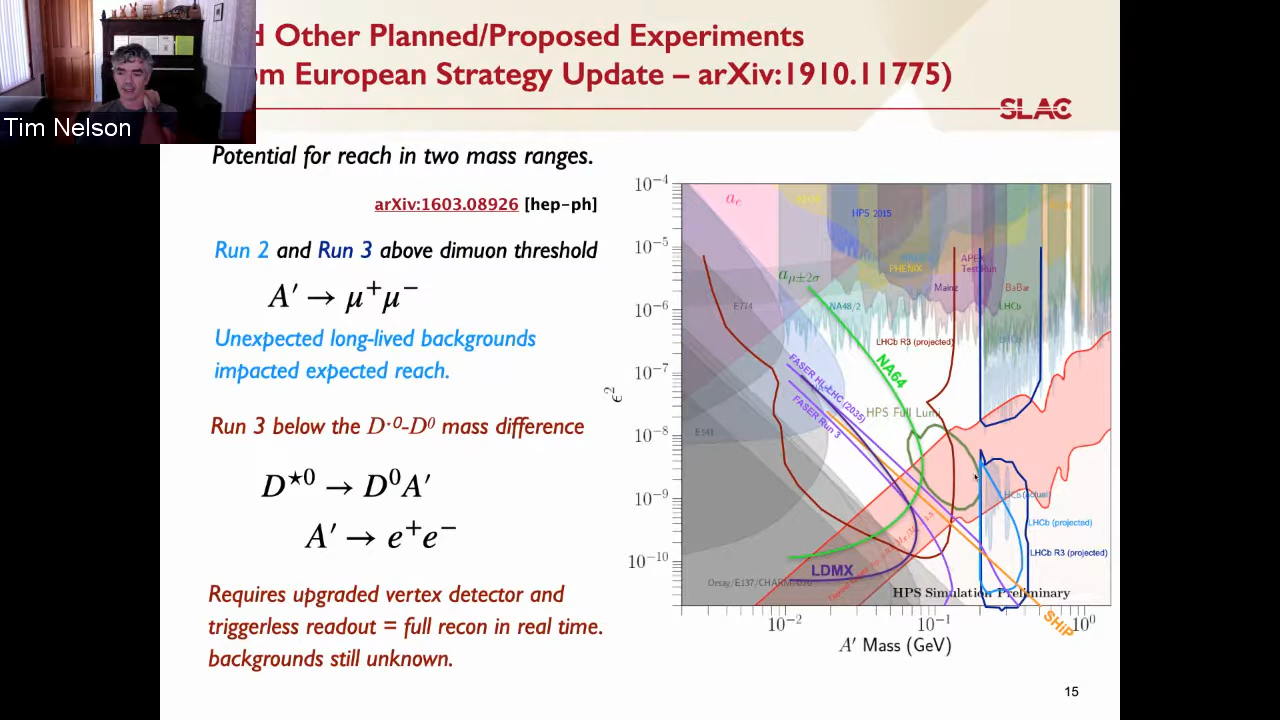 d Other Planned/Proposed Experiments
om European Strategy Update – arXiv:1910.11775)
SLAC
Tim Nelson
Potential for reach in two mass ranges.
arXiv:1603.08926 [hep-ph]
Run 2 and Run 3 above dimuon threshold
A′ → μ⁺μ⁻
Unexpected long-lived backgrounds
impacted expected reach.
Run 3 below the D*⁰-D⁰ mass difference
D★⁰ → D⁰A′
A′ → e⁺e⁻
Requires upgraded vertex detector and
triggerless readout = full recon in real time.
backgrounds still unknown.
10⁻⁴
10⁻⁵
10⁻⁶
10⁻⁷
10⁻⁸
10⁻⁹
10⁻¹⁰
ϵ²
aₑ
HPS 2015
PHENIX
APEX
Test Run
aμ±2σ
Mainz
BaBar
E774
NA48/2
LHCb
LHCb R3 (projected)
LHCb
NA64
FASER HL-LHC (2035)
FASER Run 3
HPS Full Lumi
E141
LHCb (actual)
LHCb (projected)
LHCb R3 (projected)
LDMX
Orsay/E137/CHARM/U70
HPS Simulation Preliminary
SHiP
10⁻²
10⁻¹
10⁰
A′ Mass (GeV)
15